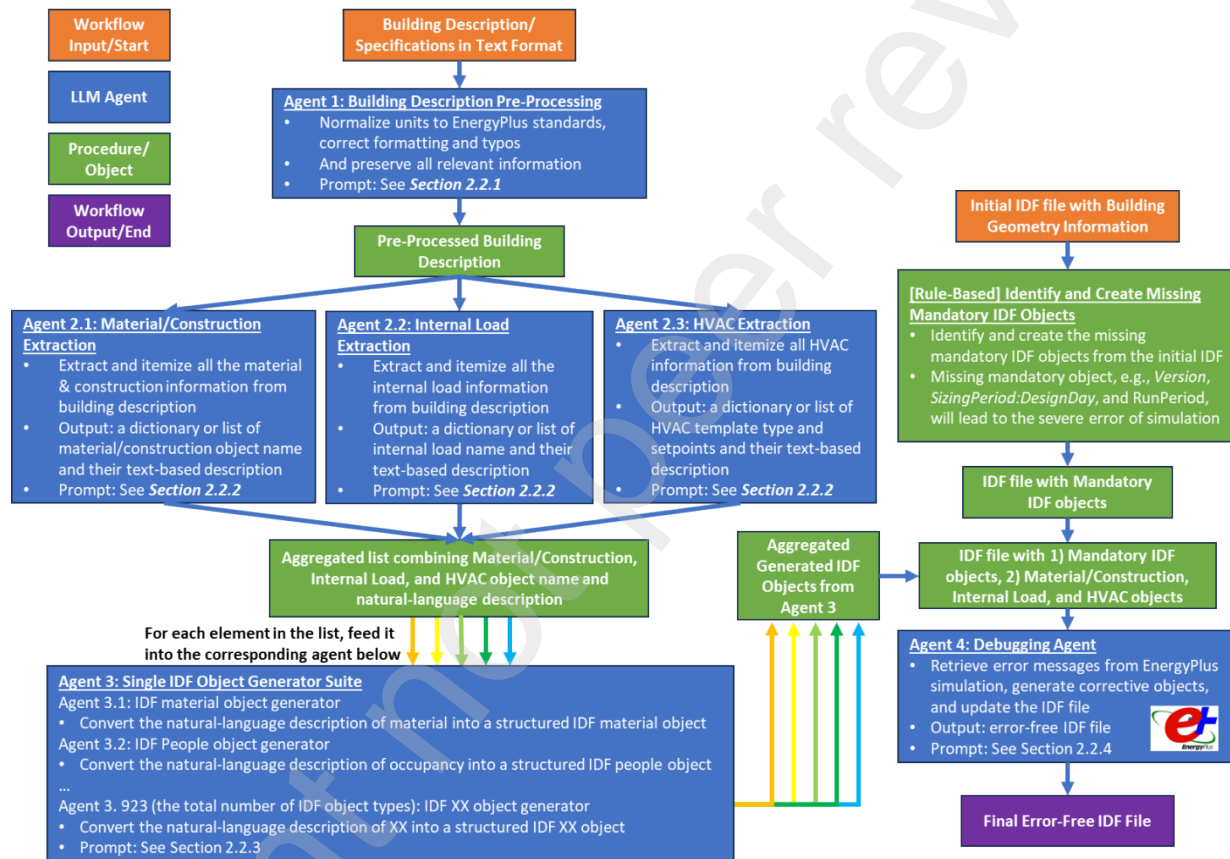 Workflow
Input/Start
LLM Agent
Procedure/
Object
Workflow
Output/End
Building Description/
Specifications in Text Format
Agent 1: Building Description Pre-Processing
• Normalize units to EnergyPlus standards,
correct formatting and typos
• And preserve all relevant information
• Prompt: See Section 2.2.1
Pre-Processed Building
Description
Agent 2.1: Material/Construction
Extraction
• Extract and itemize all the material
& construction information from
building description
• Output: a dictionary or list of
material/construction object name
and their text-based description
• Prompt: See Section 2.2.2
Agent 2.2: Internal Load
Extraction
• Extract and itemize all the
internal load information
from building description
• Output: a dictionary or list of
internal load name and their
text-based description
• Prompt: See Section 2.2.2
Agent 2.3: HVAC Extraction
• Extract and itemize all HVAC
information from building
description
• Output: a dictionary or list of
HVAC template type and
setpoints and their text-based
description
• Prompt: See Section 2.2.2
Aggregated list combining Material/Construction,
Internal Load, and HVAC object name and
natural-language description
For each element in the list, feed it
into the corresponding agent below
Agent 3: Single IDF Object Generator Suite
Agent 3.1: IDF material object generator
• Convert the natural-language description of material into a structured IDF material object
Agent 3.2: IDF People object generator
• Convert the natural-language description of occupancy into a structured IDF people object
...
Agent 3. 923 (the total number of IDF object types): IDF XX object generator
• Convert the natural-language description of XX into a structured IDF XX object
• Prompt: See Section 2.2.3
Aggregated
Generated IDF
Objects from
Agent 3
Initial IDF file with Building
Geometry Information
[Rule-Based] Identify and Create Missing
Mandatory IDF Objects
• Identify and create the missing
mandatory IDF objects from the initial IDF
• Missing mandatory object, e.g., Version,
SizingPeriod:DesignDay, and RunPeriod,
will lead to the severe error of simulation
IDF file with Mandatory
IDF objects
IDF file with 1) Mandatory IDF
objects, 2) Material/Construction,
Internal Load, and HVAC objects
Agent 4: Debugging Agent
• Retrieve error messages from EnergyPlus
simulation, generate corrective objects,
and update the IDF file
• Output: error-free IDF file
• Prompt: See Section 2.2.4
e+
EnergyPlus
Final Error-Free IDF File
not peer rev